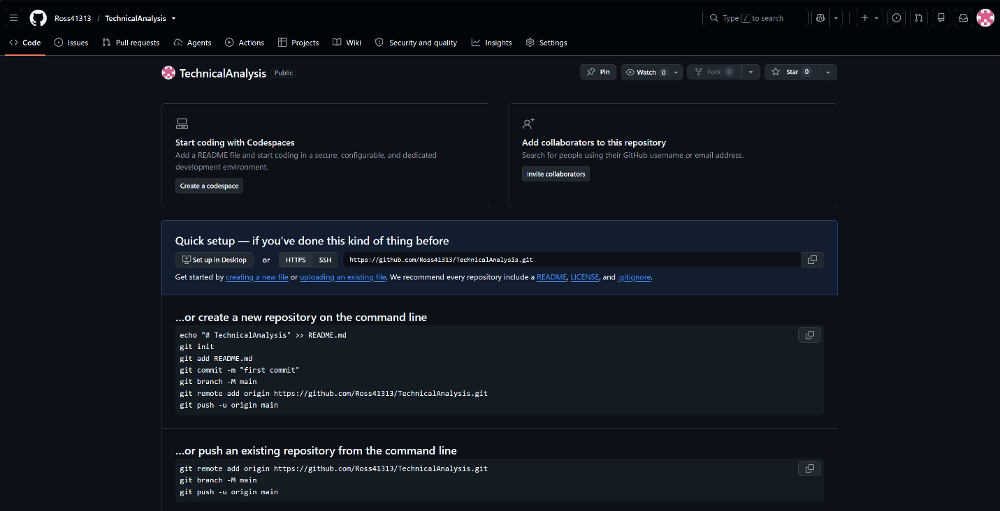 Ross41313 / TechnicalAnalysis
Type / to search
Code Issues Pull requests Agents Actions Projects Wiki Security and quality Insights Settings
TechnicalAnalysis Public
Pin Watch 0 Fork 0 Star 0
Start coding with Codespaces
Add a README file and start coding in a secure, configurable, and dedicated
development environment.
Create a codespace
Add collaborators to this repository
Search for people using their GitHub username or email address.
Invite collaborators
Quick setup — if you’ve done this kind of thing before
Set up in Desktop or HTTPS SSH https://github.com/Ross41313/TechnicalAnalysis.git
Get started by creating a new file or uploading an existing file. We recommend every repository include a README, LICENSE, and .gitignore.
…or create a new repository on the command line
echo "# TechnicalAnalysis" >> README.md
git init
git add README.md
git commit -m "first commit"
git branch -M main
git remote add origin https://github.com/Ross41313/TechnicalAnalysis.git
git push -u origin main
…or push an existing repository from the command line
git remote add origin https://github.com/Ross41313/TechnicalAnalysis.git
git branch -M main
git push -u origin main